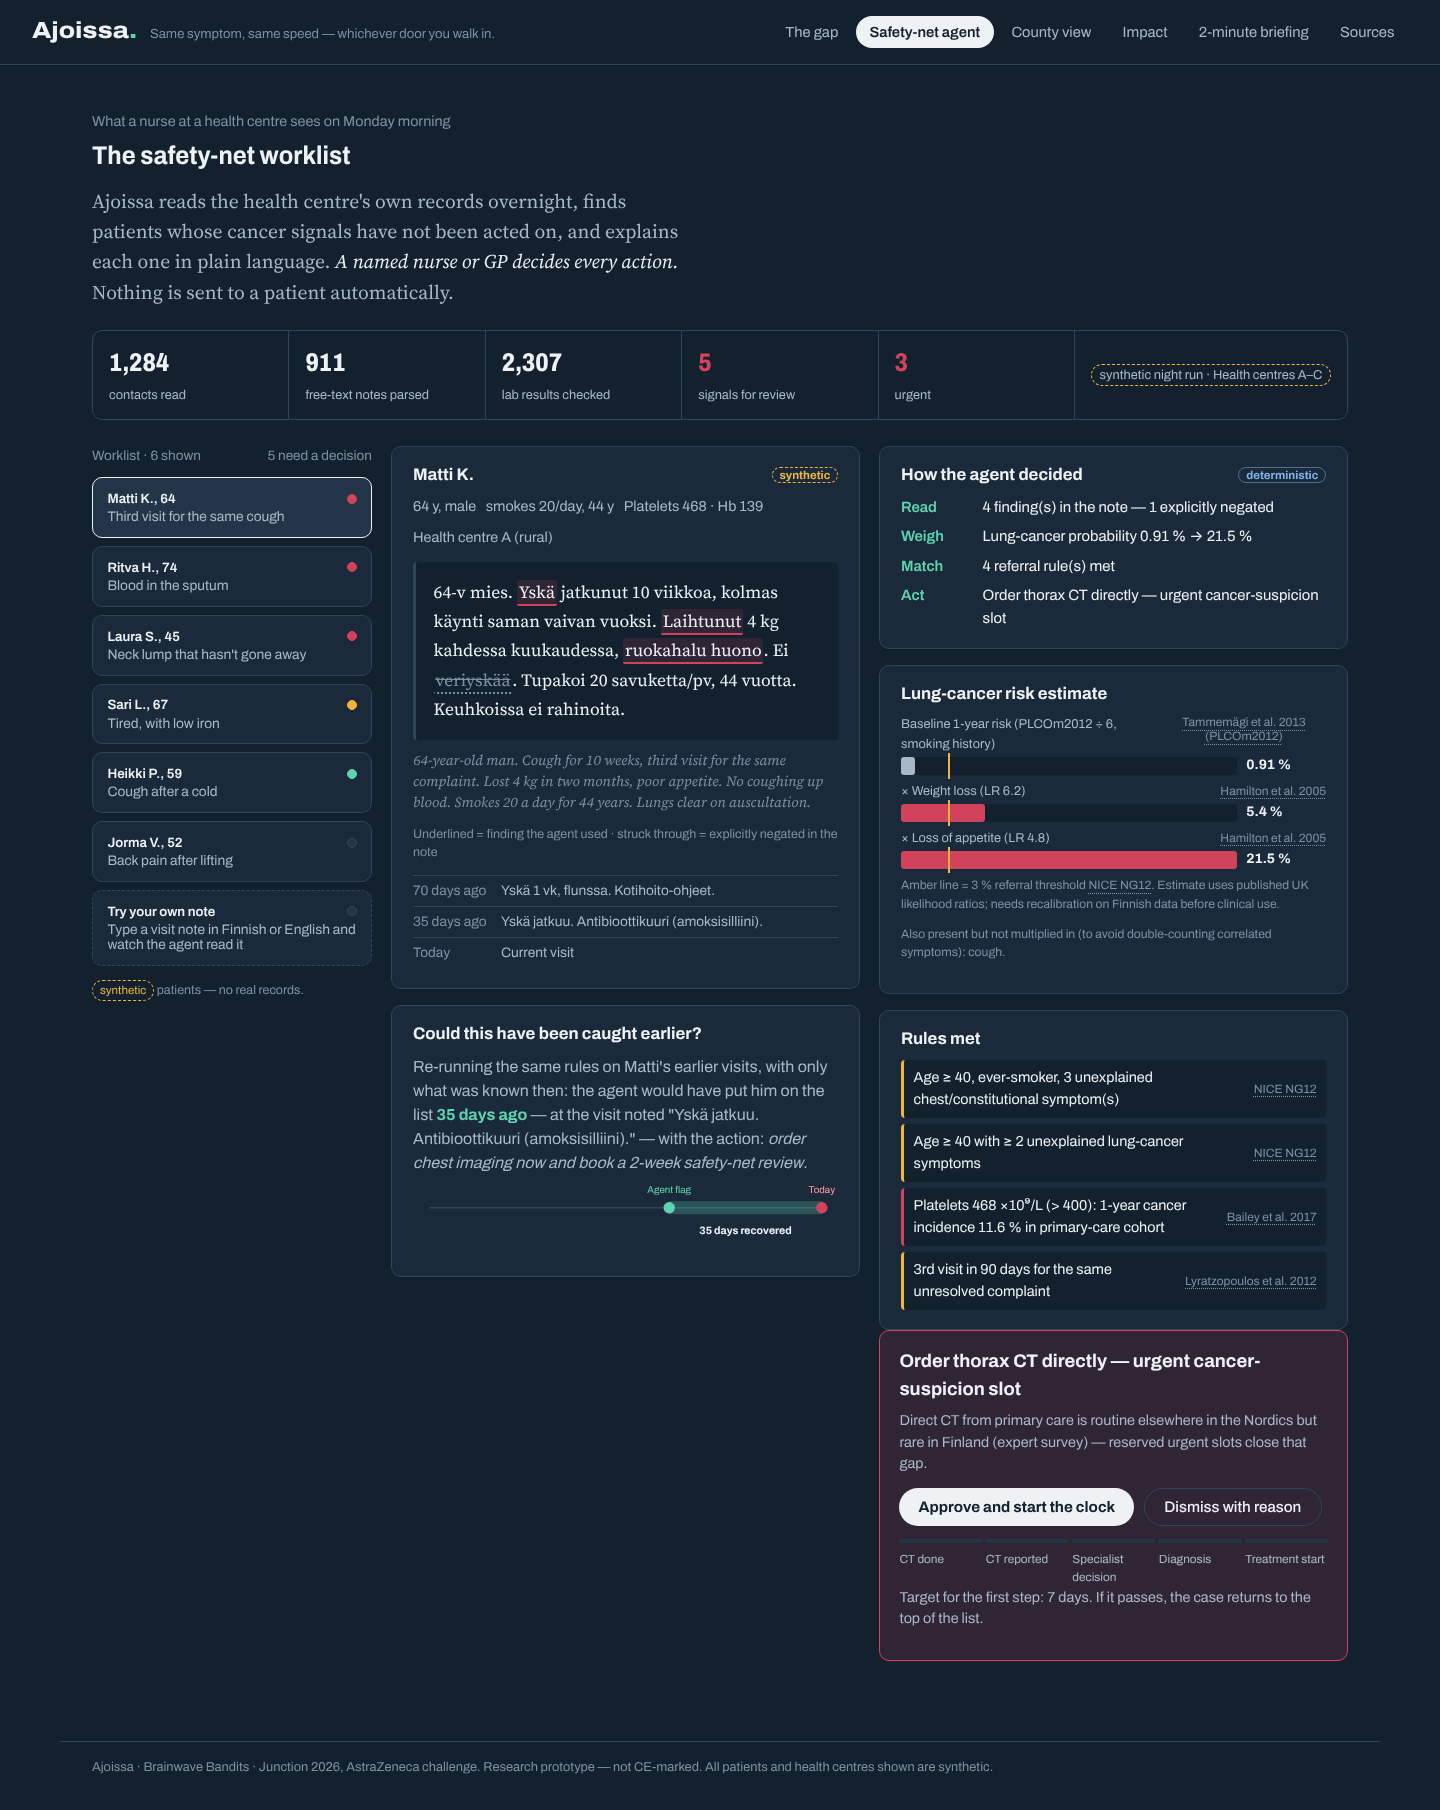 Ajoissa.
Same symptom, same speed — whichever door you walk in.
The gap
Safety-net agent
County view
Impact
2-minute briefing
Sources
What a nurse at a health centre sees on Monday morning
The safety-net worklist
Ajoissa reads the health centre's own records overnight, finds
patients whose cancer signals have not been acted on, and explains
each one in plain language. A named nurse or GP decides every action.
Nothing is sent to a patient automatically.
1,284
contacts read
911
free-text notes parsed
2,307
lab results checked
5
signals for review
3
urgent
synthetic night run · Health centres A–C
Worklist · 6 shown
5 need a decision
Matti K., 64
Third visit for the same cough
Ritva H., 74
Blood in the sputum
Laura S., 45
Neck lump that hasn't gone away
Sari L., 67
Tired, with low iron
Heikki P., 59
Cough after a cold
Jorma V., 52
Back pain after lifting
Try your own note
Type a visit note in Finnish or English and
watch the agent read it
synthetic patients — no real records.
Matti K.
synthetic
64 y, male smokes 20/day, 44 y Platelets 468 · Hb 139
Health centre A (rural)
64-v mies. Yskä jatkunut 10 viikkoa, kolmas
käynti saman vaivan vuoksi. Laihtunut 4 kg
kahdessa kuukaudessa, ruokahalu huono. Ei
veriyskää. Tupakoi 20 savuketta/pv, 44 vuotta.
Keuhkoissa ei rahinoita.
64-year-old man. Cough for 10 weeks, third visit for the same
complaint. Lost 4 kg in two months, poor appetite. No coughing up
blood. Smokes 20 a day for 44 years. Lungs clear on auscultation.
Underlined = finding the agent used · struck through = explicitly negated in the
note
70 days ago Yskä 1 vk, flunssa. Kotihoito-ohjeet.
35 days ago Yskä jatkuu. Antibioottikuuri (amoksisilliini).
Today Current visit
Could this have been caught earlier?
Re-running the same rules on Matti's earlier visits, with only
what was known then: the agent would have put him on the
list 35 days ago — at the visit noted "Yskä jatkuu.
Antibioottikuuri (amoksisilliini)." — with the action: order
chest imaging now and book a 2-week safety-net review.
Agent flag
Today
35 days recovered
How the agent decided
deterministic
Read 4 finding(s) in the note — 1 explicitly negated
Weigh Lung-cancer probability 0.91 % → 21.5 %
Match 4 referral rule(s) met
Act Order thorax CT directly — urgent cancer-suspicion
slot
Lung-cancer risk estimate
Baseline 1-year risk (PLCOm2012 ÷ 6,
smoking history)
Tammemägi et al. 2013
(PLCOm2012)
0.91 %
× Weight loss (LR 6.2)
Hamilton et al. 2005
5.4 %
× Loss of appetite (LR 4.8)
Hamilton et al. 2005
21.5 %
Amber line = 3 % referral threshold NICE NG12. Estimate uses published UK
likelihood ratios; needs recalibration on Finnish data before clinical use.
Also present but not multiplied in (to avoid double-counting correlated
symptoms): cough.
Rules met
Age ≥ 40, ever-smoker, 3 unexplained
chest/constitutional symptom(s)
NICE NG12
Age ≥ 40 with ≥ 2 unexplained lung-cancer
symptoms
NICE NG12
Platelets 468 ×10⁹/L (> 400): 1-year cancer
incidence 11.6 % in primary-care cohort
Bailey et al. 2017
3rd visit in 90 days for the same
unresolved complaint
Lyratzopoulos et al. 2012
Order thorax CT directly — urgent cancer-
suspicion slot
Direct CT from primary care is routine elsewhere in the Nordics but
rare in Finland (expert survey) — reserved urgent slots close that
gap.
Approve and start the clock
Dismiss with reason
CT done
CT reported
Specialist
decision
Diagnosis
Treatment start
Target for the first step: 7 days. If it passes, the case returns to the
top of the list.
Ajoissa · Brainwave Bandits · Junction 2026, AstraZeneca challenge. Research prototype — not CE-marked. All patients and health centres shown are synthetic.